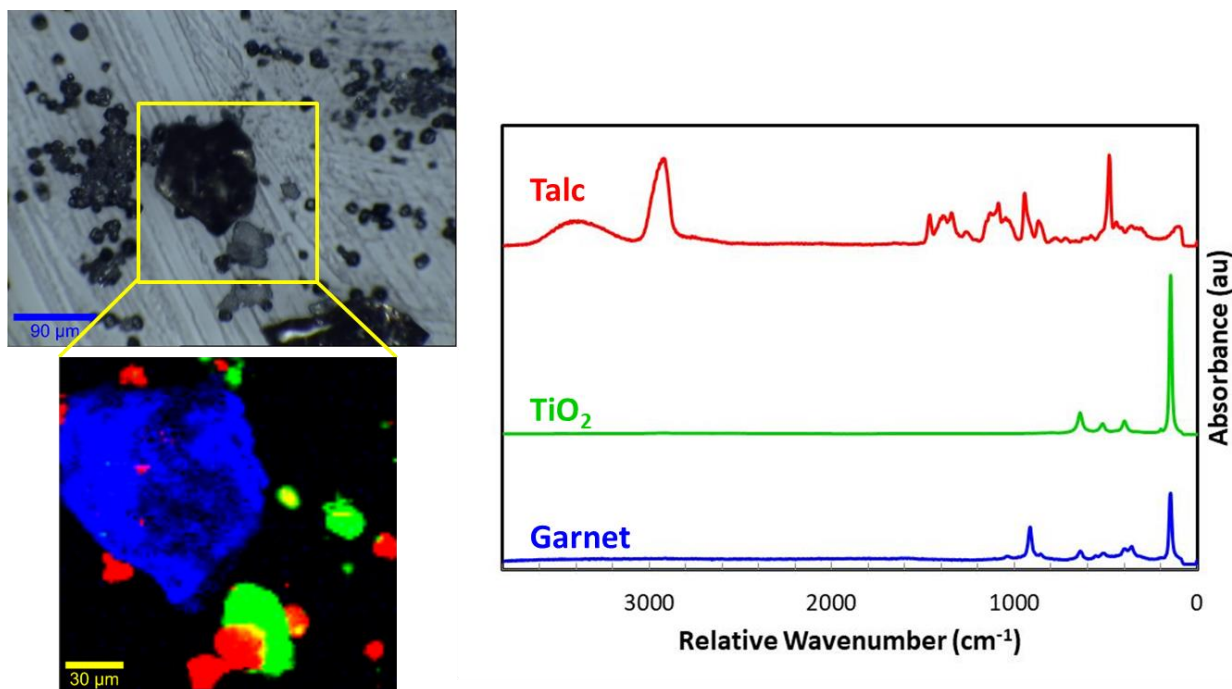 90 µm
30 µm
Talc
TiO₂
Garnet
3000
2000
1000
0
Relative Wavenumber (cm⁻¹)
Absorbance (au)